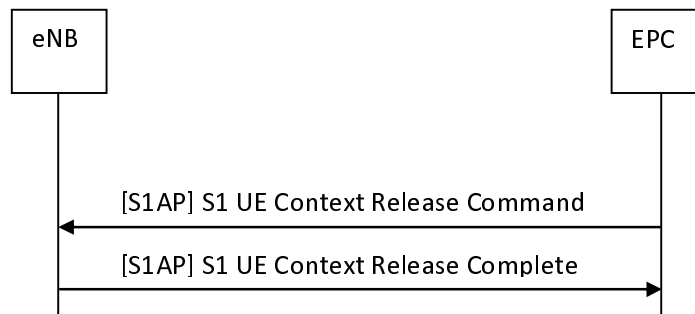 eNB
EPC
[S1AP] S1 UE Context Release Command
[S1AP] S1 UE Context Release Complete